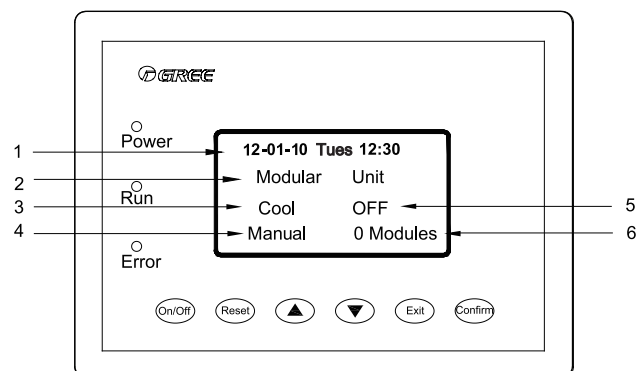 GREE
Power
1
12-01-10 Tues 12:30
2
Modular Unit
Run
3
Cool OFF
5
4
Manual 0 Modules
6
Error
On/Off Reset Exit Confirm